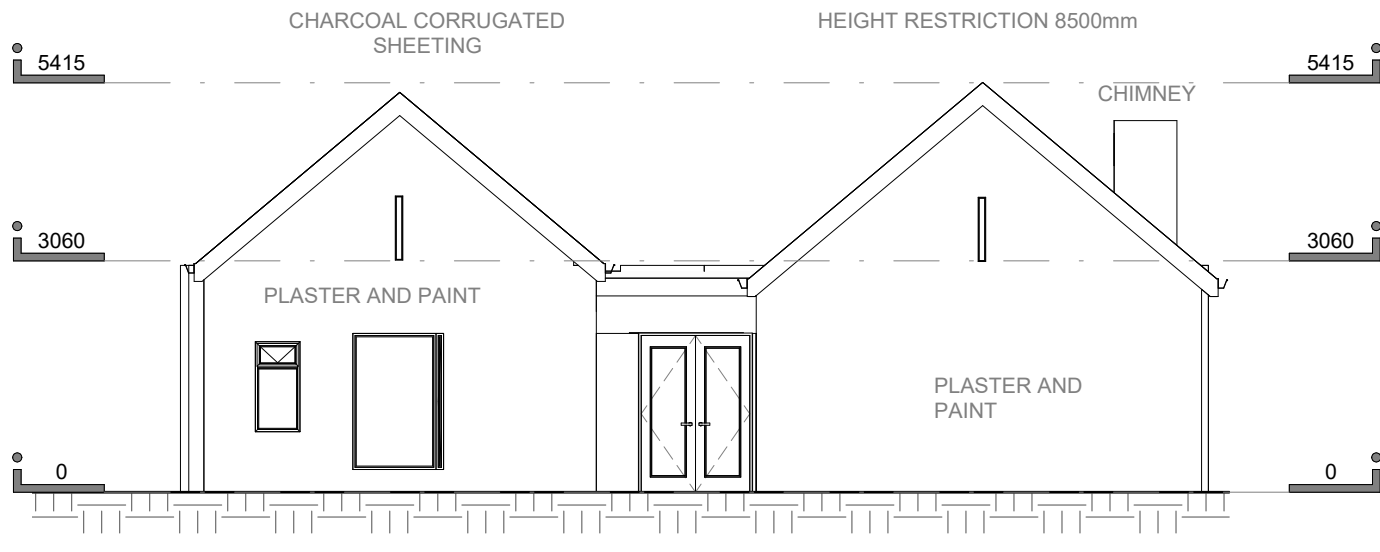 CHARCOAL CORRUGATED
SHEETING
HEIGHT RESTRICTION 8500mm
5415
5415
CHIMNEY
3060
3060
PLASTER AND PAINT
PLASTER AND
PAINT
0
0